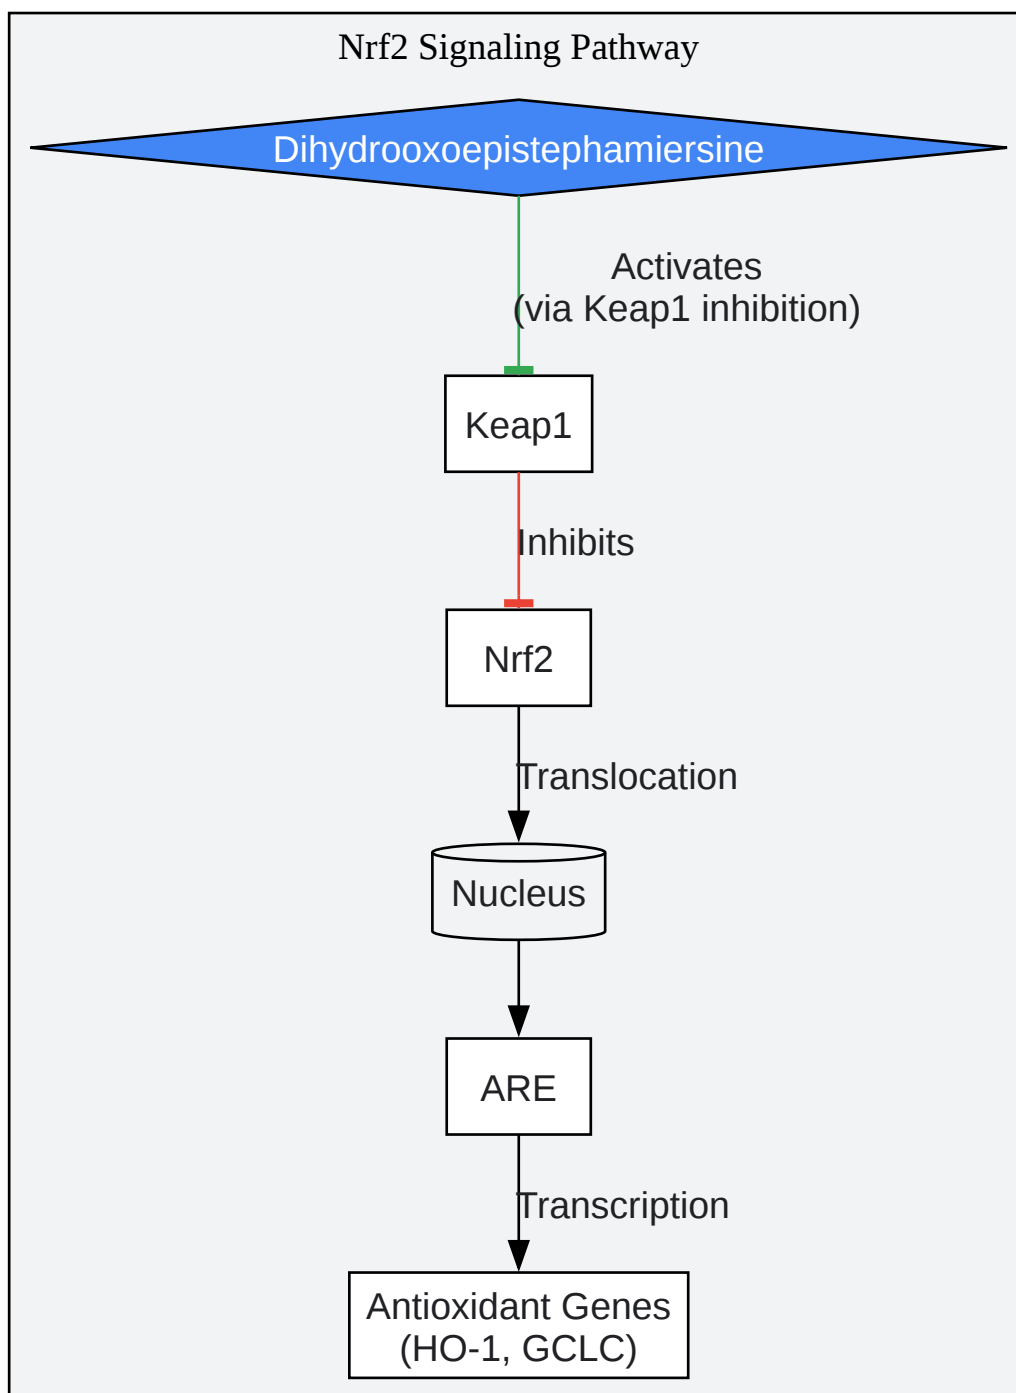 Nrf2 Signaling Pathway
Dihydrooxoepistephamiersine
Activates
(via Keap1 inhibition)
Keap1
Inhibits
Nrf2
Translocation
Nucleus
ARE
Transcription
Antioxidant Genes
(HO-1, GCLC)